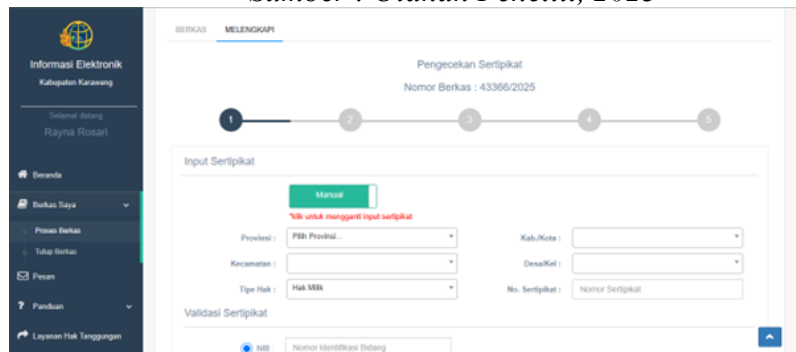 Sumber : Olahan Peneliti, 2025
Informasi Elektronik
Kabupaten Karawang
Selamat datang
Rayna Rosari
Beranda
Berkas Saya
Proses Berkas
Tutup Berkas
Pesan
? Panduan
Layanan Hak Tanggungan
BERKAS MELENGKAPI
Pengecekan Sertipikat
Nomor Berkas : 43366/2025
1 2 3 4 5
Input Sertipikat
Manual
*klik untuk mengganti input sertipikat
Provinsi : Pilih Provinsi... Kab./Kota :
Kecamatan : Desa/Kel :
Tipe Hak : Hak Milik No. Sertipikat : Nomor Sertipikat
Validasi Sertipikat
NIB : Nomor Identifikasi Bidang